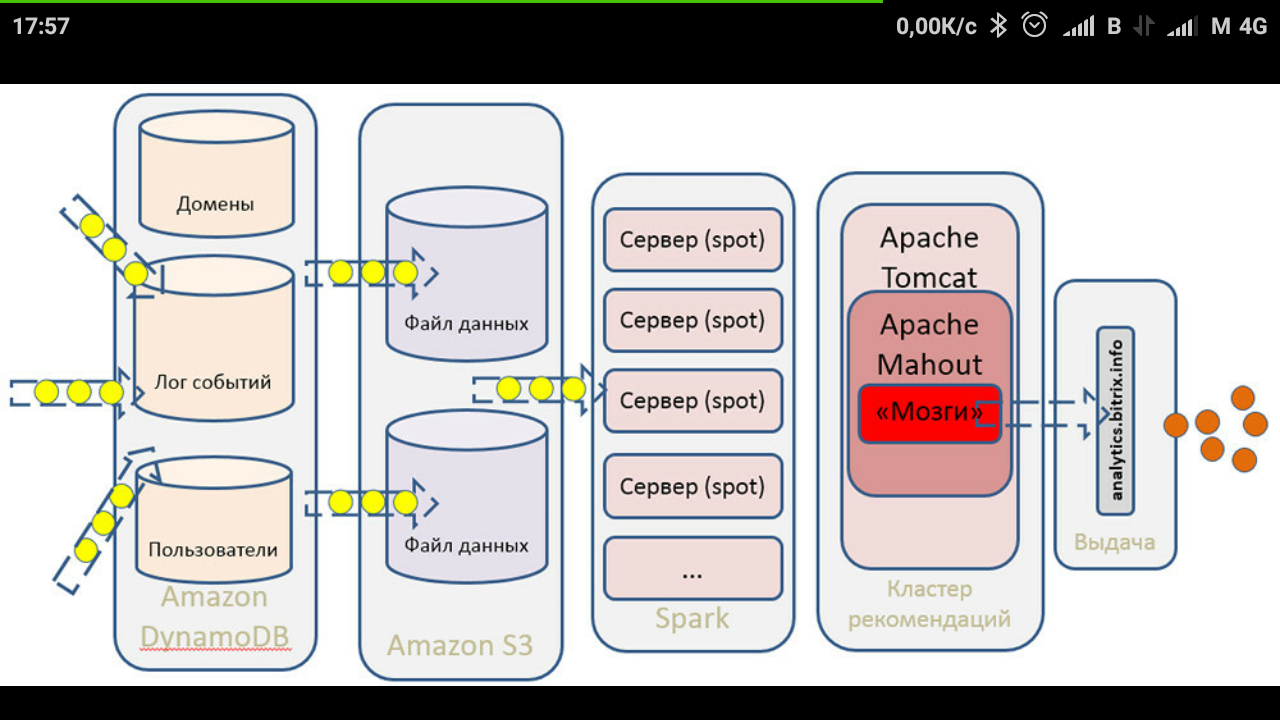 17:57
0,00К/с B M 4G
Домены
Лог событий
Пользователи
Amazon
DynamoDB
Файл данных
Файл данных
Amazon S3
Сервер (spot)
Сервер (spot)
Сервер (spot)
Сервер (spot)
...
Spark
Apache
Tomcat
Apache
Mahout
«Мозги»
Кластер
рекомендаций
analytics.bitrix.info
Выдача